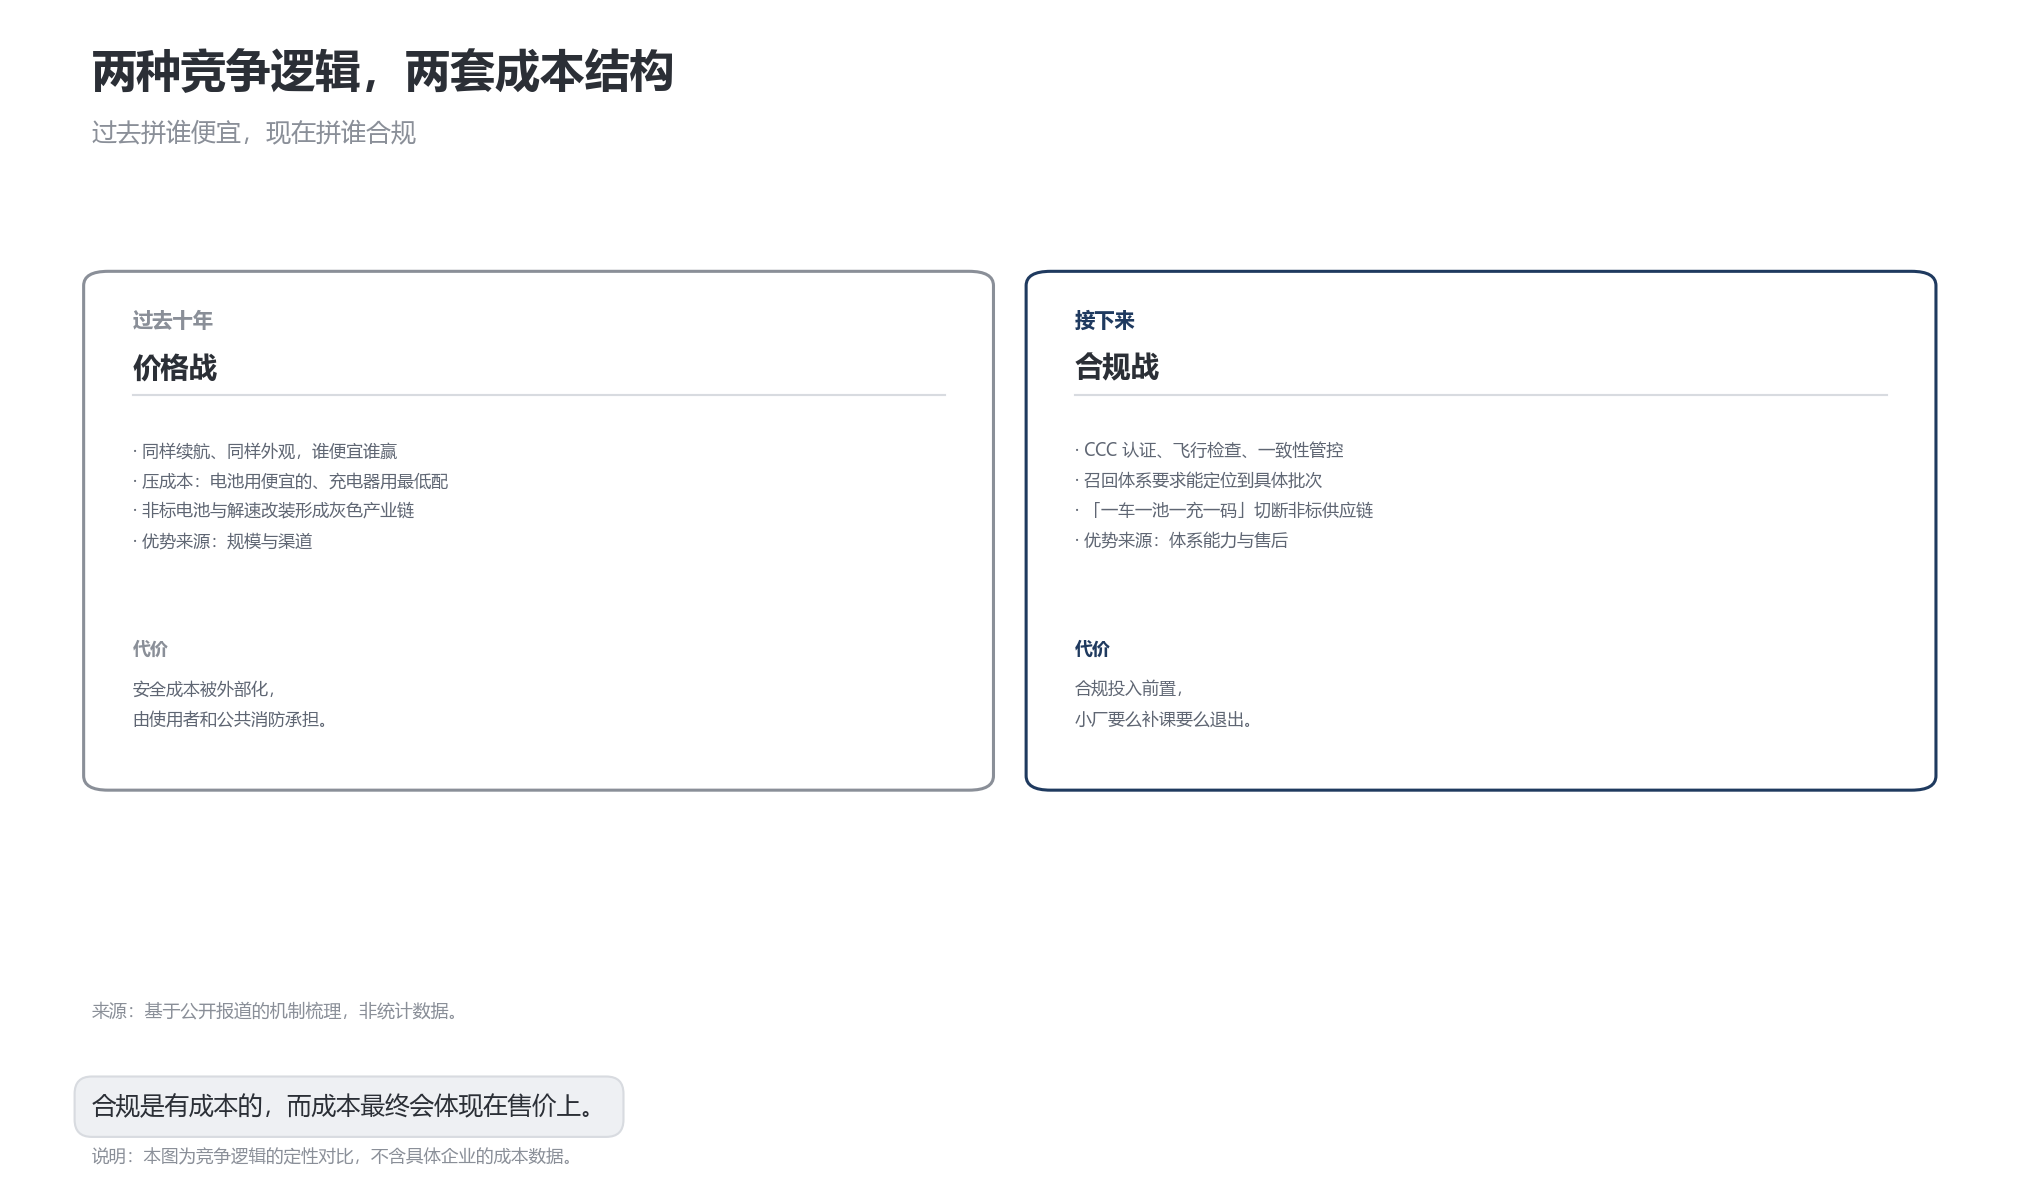 两种竞争逻辑，两套成本结构
过去拼谁便宜，现在拼谁合规
过去十年
价格战
· 同样续航、同样外观，谁便宜谁赢
· 压成本：电池用便宜的、充电器用最低配
· 非标电池与解速改装形成灰色产业链
· 优势来源：规模与渠道
代价
安全成本被外部化，
由使用者和公共消防承担。
接下来
合规战
· CCC 认证、飞行检查、一致性管控
· 召回体系要求能定位到具体批次
· 「一车一池一充一码」切断非标供应链
· 优势来源：体系能力与售后
代价
合规投入前置，
小厂要么补课要么退出。
来源：基于公开报道的机制梳理，非统计数据。
合规是有成本的，而成本最终会体现在售价上。
说明：本图为竞争逻辑的定性对比，不含具体企业的成本数据。